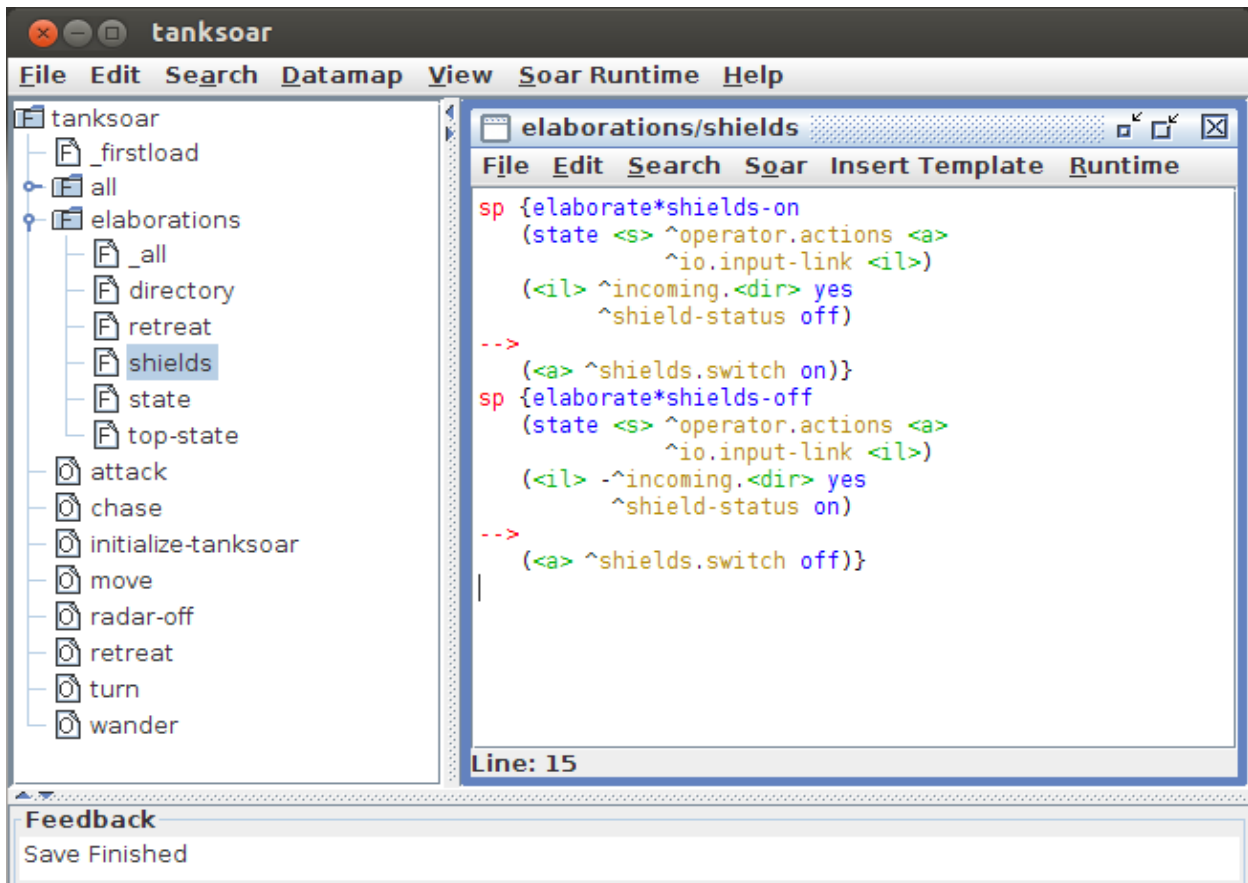 tanksoar
File Edit Search Datamap View Soar Runtime Help
tanksoar
_firstload
all
elaborations
_all
directory
retreat
shields
state
top-state
attack
chase
initialize-tanksoar
move
radar-off
retreat
turn
wander
elaborations/shields
File Edit Search Soar Insert Template Runtime
sp {elaborate*shields-on
   (state <s> ^operator.actions <a>
              ^io.input-link <il>)
   (<il> ^incoming.<dir> yes
         ^shield-status off)
-->
   (<a> ^shields.switch on)}
sp {elaborate*shields-off
   (state <s> ^operator.actions <a>
              ^io.input-link <il>)
   (<il> -^incoming.<dir> yes
          ^shield-status on)
-->
   (<a> ^shields.switch off)}
Line: 15
Feedback
Save Finished